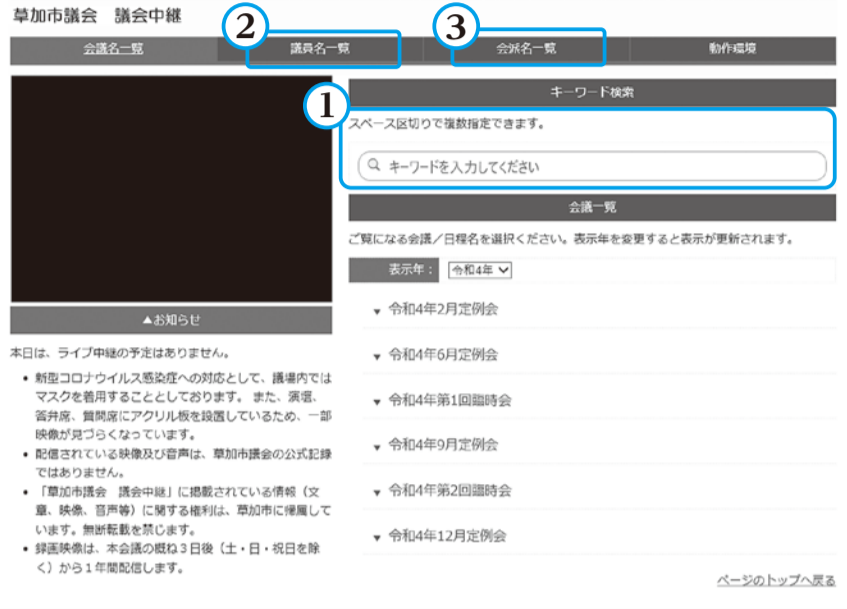 草加市議会　議会中継
会議名一覧
②
議員名一覧
③
会派名一覧
動作環境
①
キーワード検索
スペース区切りで複数指定できます。
キーワードを入力してください
会議一覧
ご覧になる会議／日程名を選択ください。表示年を変更すると表示が更新されます。
表示年：
令和4年
▼ 令和4年2月定例会
▼ 令和4年6月定例会
▼ 令和4年第1回臨時会
▼ 令和4年9月定例会
▼ 令和4年第2回臨時会
▼ 令和4年12月定例会
ページのトップへ戻る
▲お知らせ
本日は、ライブ中継の予定はありません。
• 新型コロナウイルス感染症への対応として、議場内では
マスクを着用することとしております。 また、演壇、
答弁席、質問席にアクリル板を設置しているため、一部
映像が見づらくなっています。
• 配信されている映像及び音声は、草加市議会の公式記録
ではありません。
• 「草加市議会　議会中継」に掲載されている情報（文
章、映像、音声等）に関する権利は、草加市に帰属して
います。無断転載を禁じます。
• 録画映像は、本会議の概ね３日後（土・日・祝日を除
く）から１年間配信します。